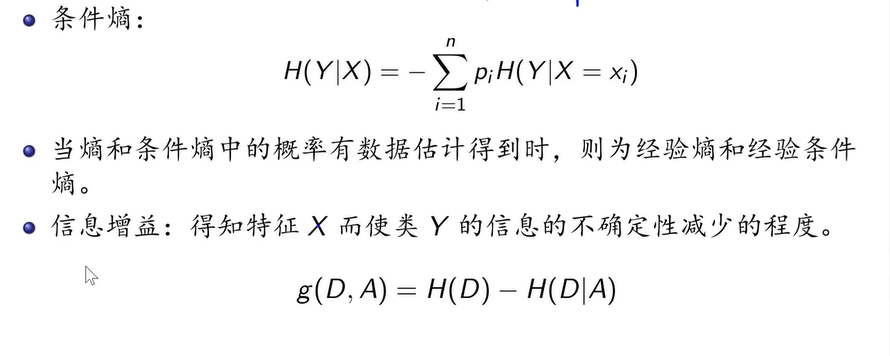 条件熵：
H(Y|X) = − ∑_{i=1}^{n} p_i H(Y|X = x_i)
当熵和条件熵中的概率有数据估计得到时，则为经验熵和经验条件
熵。
信息增益：得知特征 X 而使类 Y 的信息的不确定性减少的程度。
g(D, A) = H(D) − H(D|A)